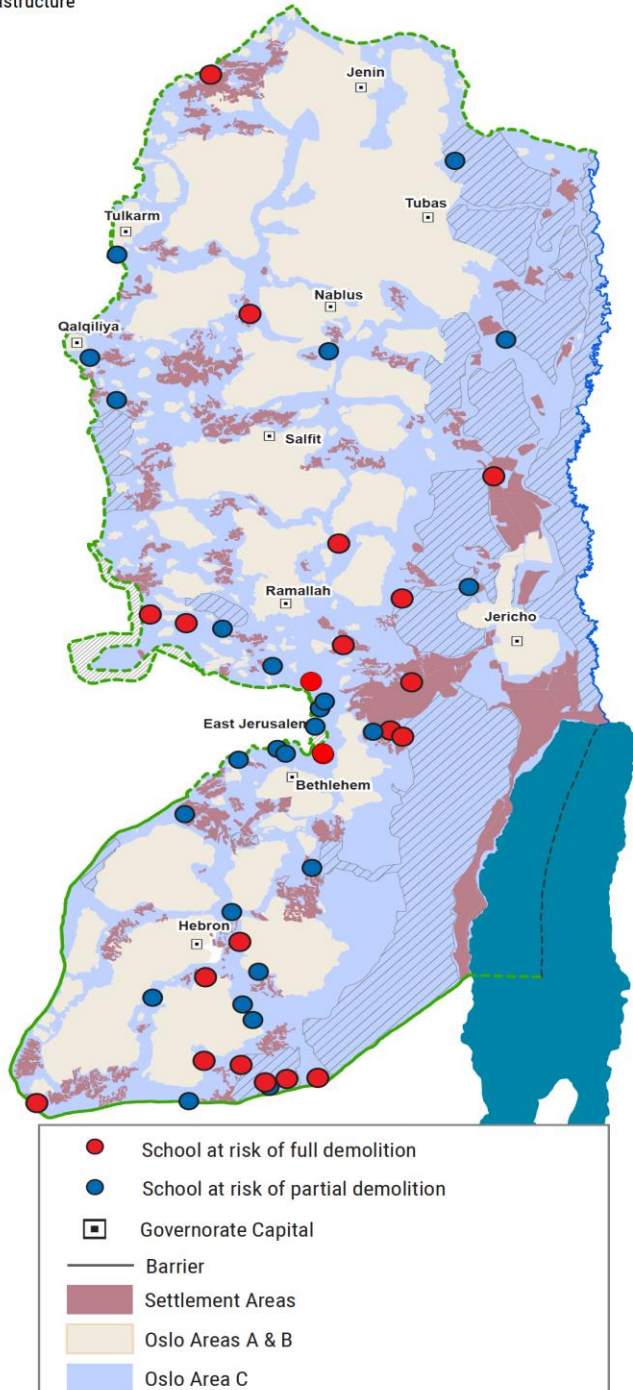 Jenin
Tubas
Tulkarm
Nablus
Qalqiliya
Salfit
Ramallah
Jericho
East Jerusalem
Bethlehem
Hebron
School at risk of full demolition
School at risk of partial demolition
Governorate Capital
Barrier
Settlement Areas
Oslo Areas A & B
Oslo Area C